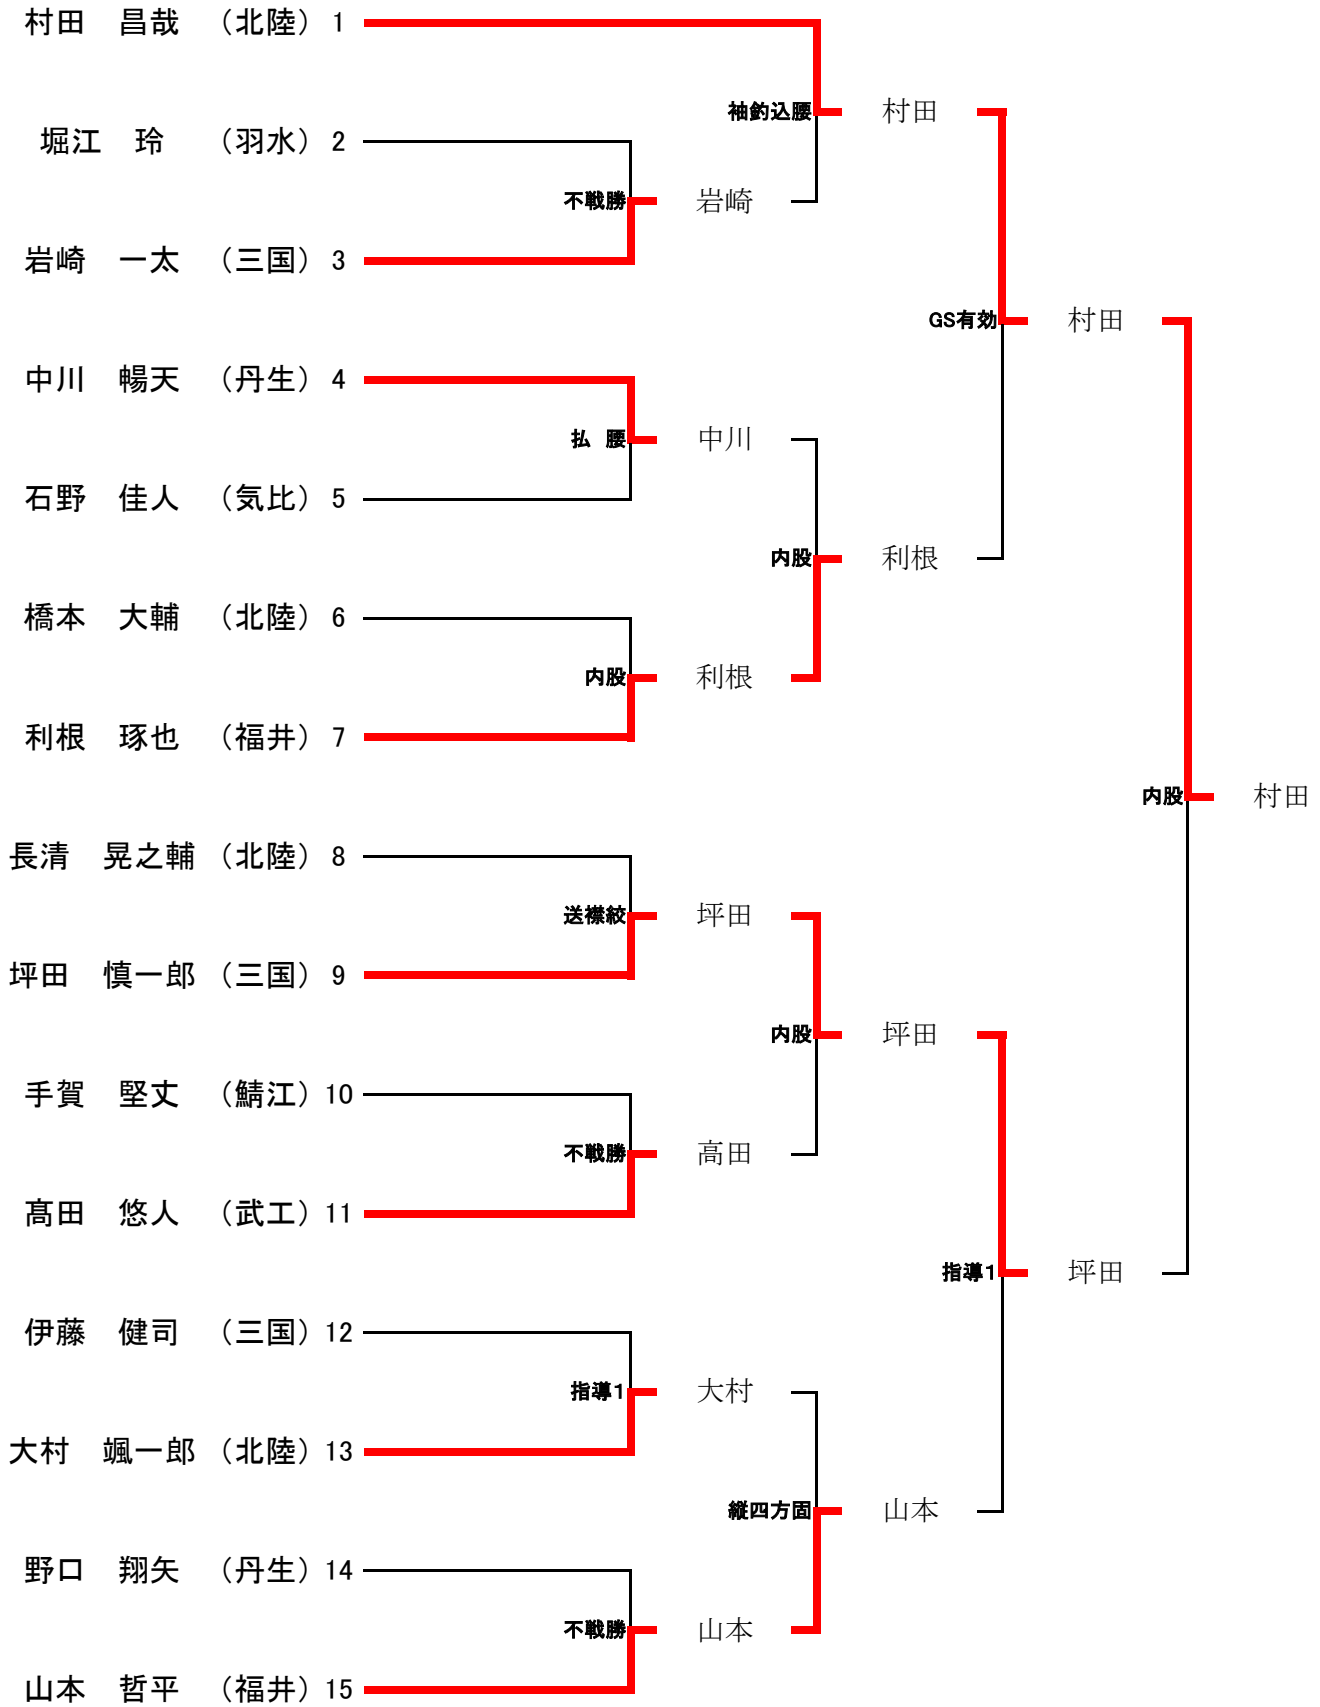 村田　昌哉　（北陸） 1
袖釣込腰　村田
堀江　玲　（羽水） 2
不戦勝　岩崎
岩崎　一太　（三国） 3
GS有効　村田
中川　暢天　（丹生） 4
払 腰　中川
石野　佳人　（気比） 5
内股　利根
橋本　大輔　（北陸） 6
内股　利根
利根　琢也　（福井） 7
内股　村田
長清　晃之輔　（北陸） 8
送襟絞　坪田
坪田　慎一郎　（三国） 9
内股　坪田
手賀　堅丈　（鯖江） 10
不戦勝　高田
髙田　悠人　（武工） 11
指導1　坪田
伊藤　健司　（三国） 12
指導1　大村
大村　颯一郎　（北陸） 13
縦四方固　山本
野口　翔矢　（丹生） 14
不戦勝　山本
山本　哲平　（福井） 15